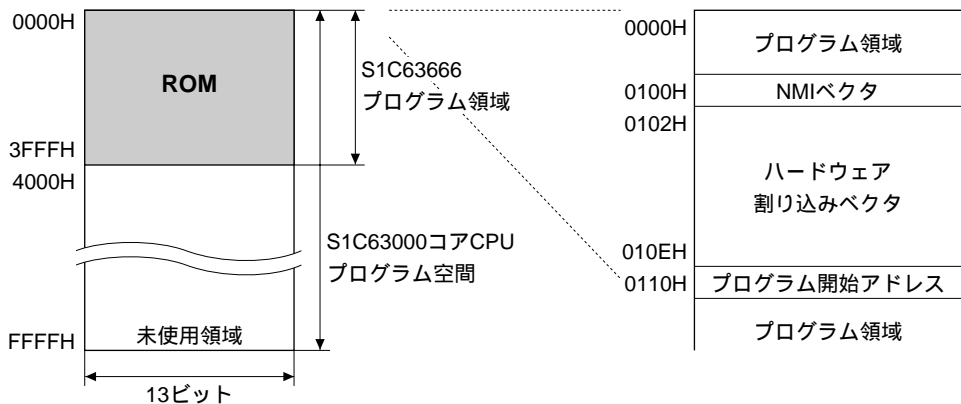 0000H
ROM
3FFFH
4000H
FFFFH
未使用領域
13ビット
S1C63666
プログラム領域
S1C63000コアCPU
プログラム空間
0000H
プログラム領域
0100H
NMIベクタ
0102H
ハードウェア
割り込みベクタ
010EH
0110H
プログラム開始アドレス
プログラム領域